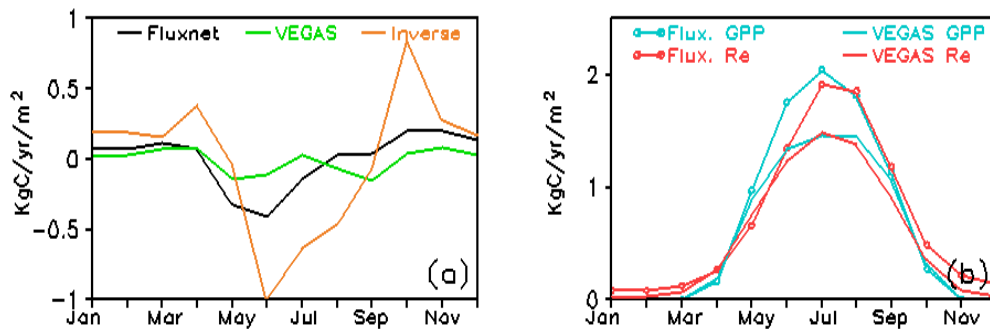 1
Fluxnet VEGAS Inverse
0.5
0
−0.5
−1
KgC/yr/m²
Jan Mar May Jul Sep Nov
(a)
Flux. GPP VEGAS GPP
Flux. Re VEGAS Re
2
1
0
KgC/yr/m²
Jan Mar May Jul Sep Nov
(b)